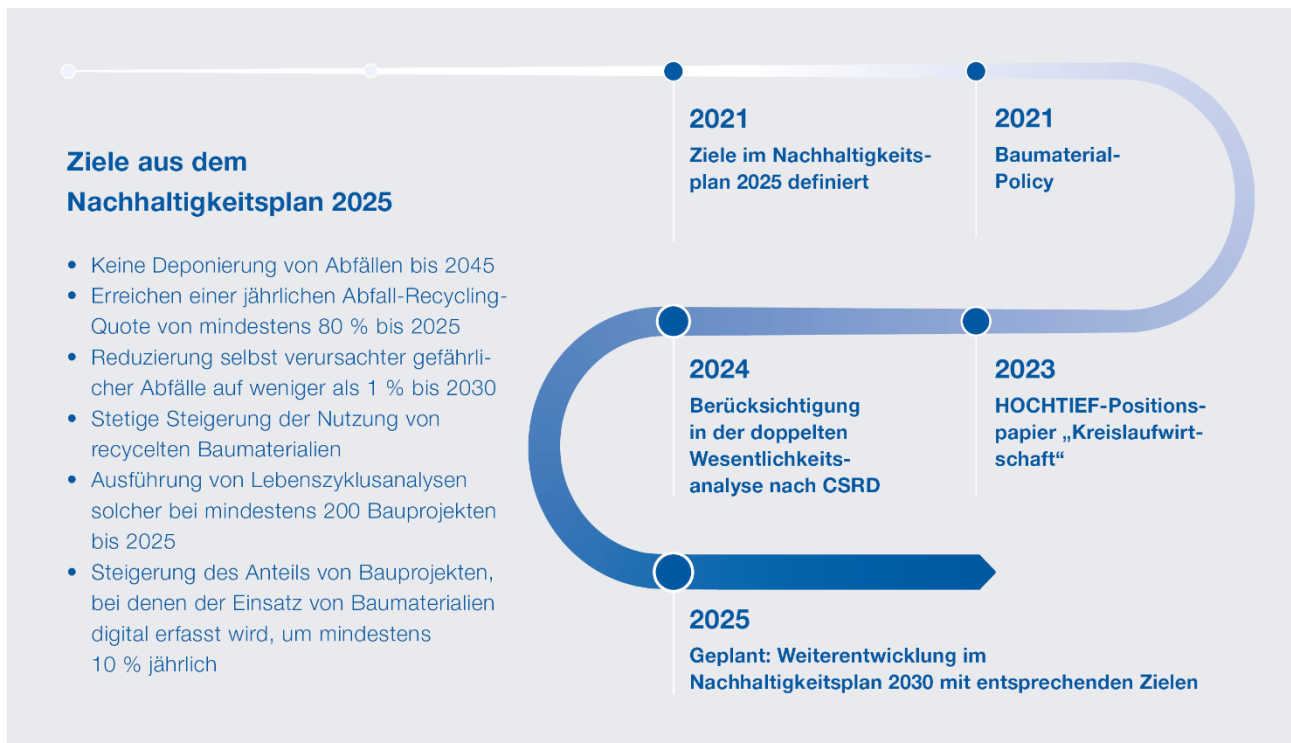 Ziele aus dem
Nachhaltigkeitsplan 2025
• Keine Deponierung von Abfällen bis 2045
• Erreichen einer jährlichen Abfall-Recycling-
Quote von mindestens 80 % bis 2025
• Reduzierung selbst verursachter gefährli-
cher Abfälle auf weniger als 1 % bis 2030
• Stetige Steigerung der Nutzung von
recycelten Baumaterialien
• Ausführung von Lebenszyklusanalysen
solcher bei mindestens 200 Bauprojekten
bis 2025
• Steigerung des Anteils von Bauprojekten,
bei denen der Einsatz von Baumaterialien
digital erfasst wird, um mindestens
10 % jährlich
2021
Ziele im Nachhaltigkeits-
plan 2025 definiert
2021
Baumaterial-
Policy
2023
HOCHTIEF-Positions-
papier „Kreislaufwirt-
schaft“
2024
Berücksichtigung
in der doppelten
Wesentlichkeits-
analyse nach CSRD
2025
Geplant: Weiterentwicklung im
Nachhaltigkeitsplan 2030 mit entsprechenden Zielen